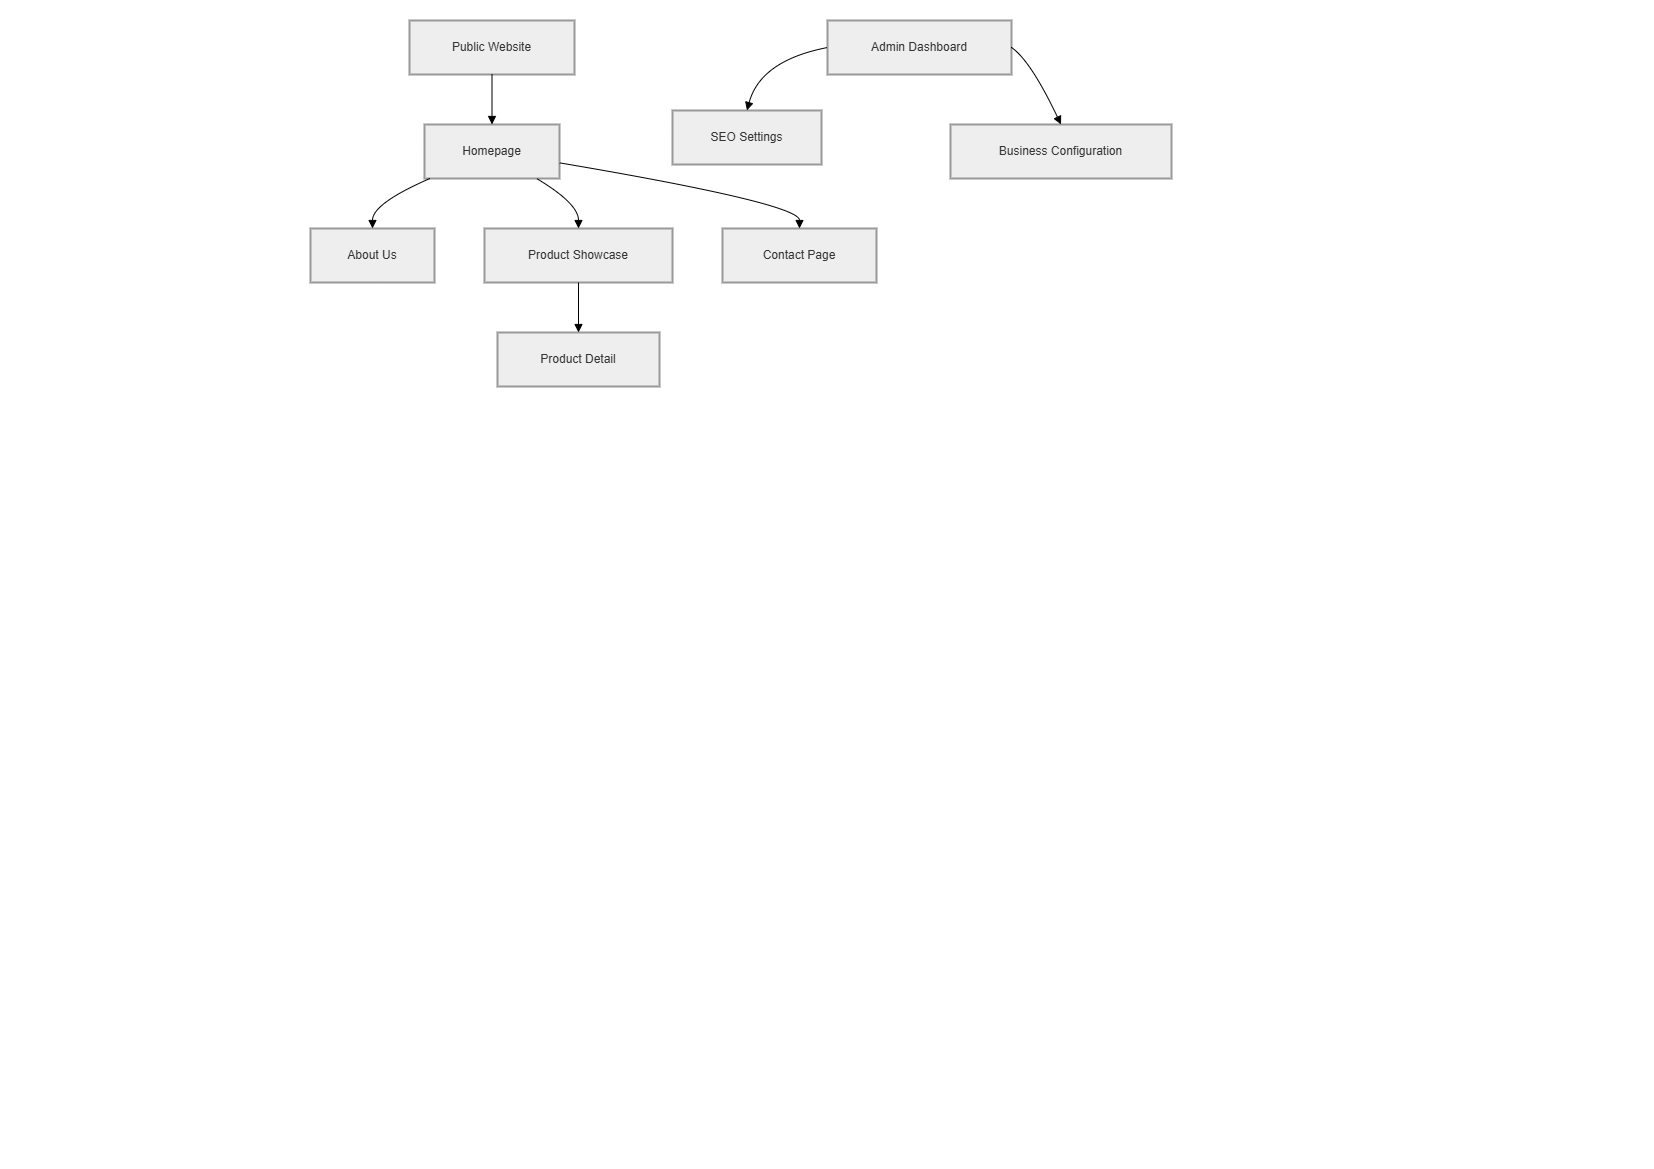 Public Website
Admin Dashboard
SEO Settings
Homepage
Business Configuration
About Us
Product Showcase
Contact Page
Product Detail